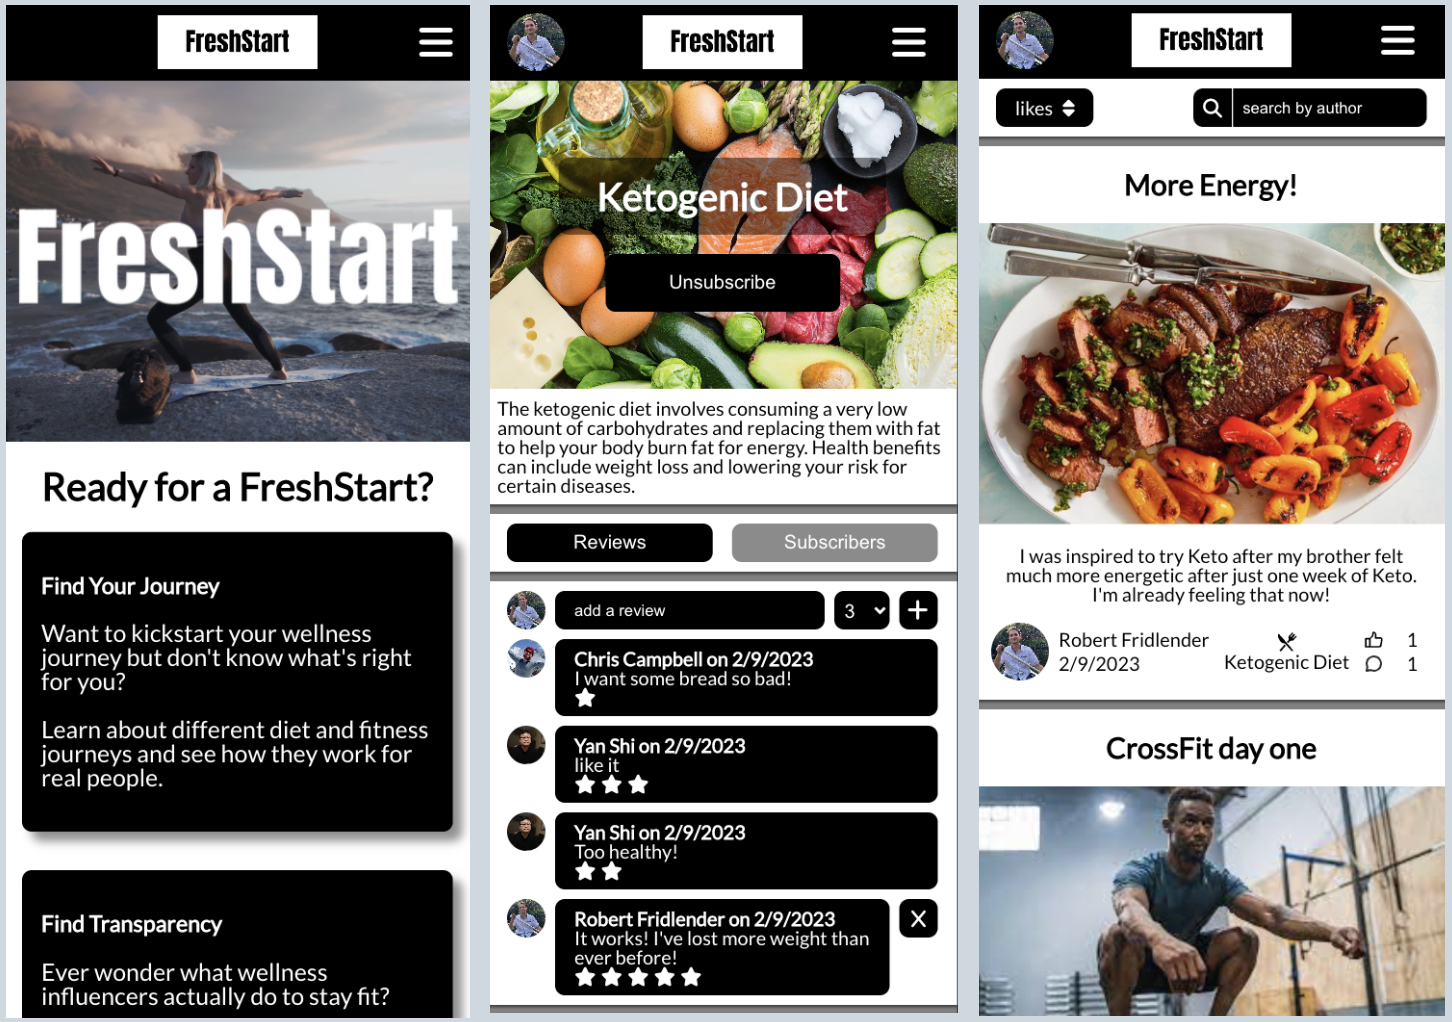 FreshStart
FreshStart
Ready for a FreshStart?
Find Your Journey
Want to kickstart your wellness
journey but don't know what's right
for you?
Learn about different diet and fitness
journeys and see how they work for
real people.
Find Transparency
Ever wonder what wellness
influencers actually do to stay fit?
FreshStart
Ketogenic Diet
Unsubscribe
The ketogenic diet involves consuming a very low
amount of carbohydrates and replacing them with fat
to help your body burn fat for energy. Health benefits
can include weight loss and lowering your risk for
certain diseases.
Reviews
Subscribers
add a review
3
Chris Campbell on 2/9/2023
I want some bread so bad!
Yan Shi on 2/9/2023
like it
Yan Shi on 2/9/2023
Too healthy!
Robert Fridlender on 2/9/2023
X
It works! I've lost more weight than
ever before!
FreshStart
likes
search by author
More Energy!
I was inspired to try Keto after my brother felt
much more energetic after just one week of Keto.
I'm already feeling that now!
Robert Fridlender
2/9/2023
Ketogenic Diet
1
1
CrossFit day one